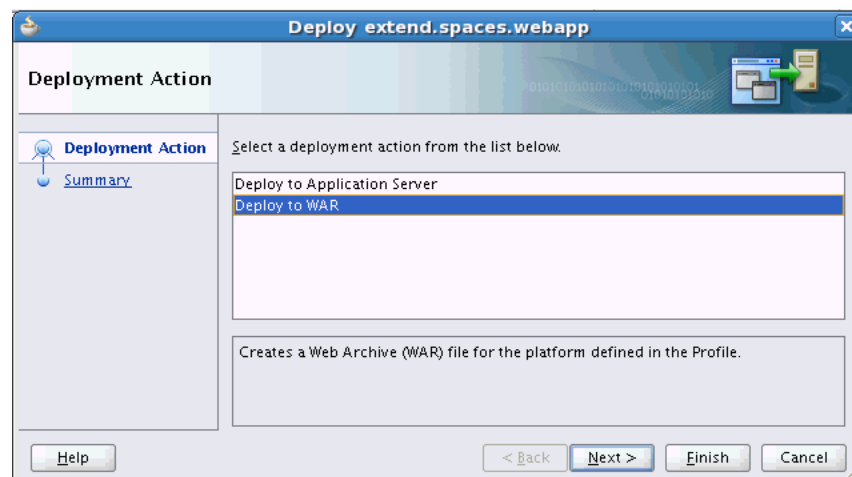 Deploy extend.spaces.webapp
Deployment Action
Deployment Action
Summary
Select a deployment action from the list below.
Deploy to Application Server
Deploy to WAR
Creates a Web Archive (WAR) file for the platform defined in the Profile.
Help
< Back
Next >
Finish
Cancel